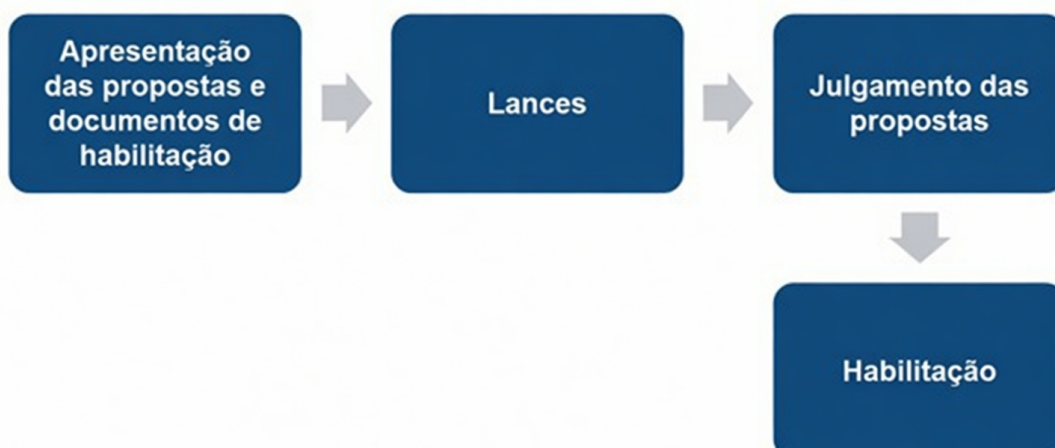 Apresentação
das propostas e
documentos de
habilitação
Lances
Julgamento das
propostas
Habilitação